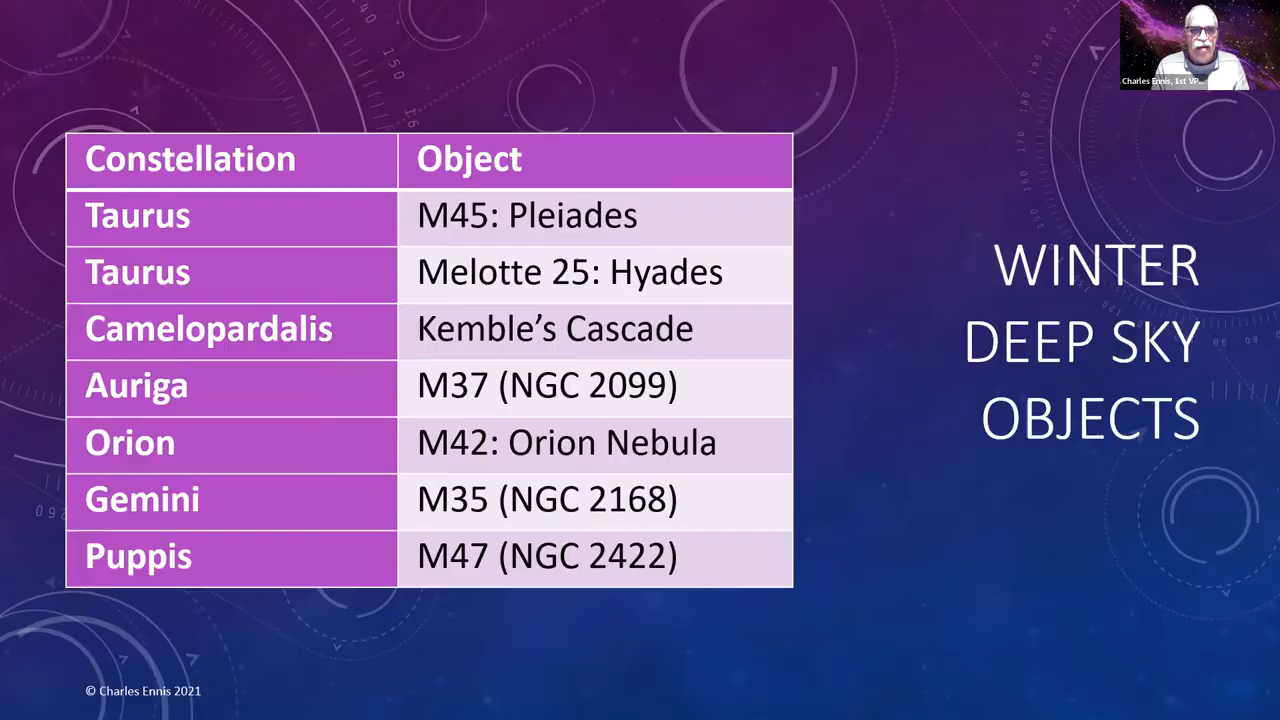 Charles Ennis, 1st VP...
Constellation Object
Taurus M45: Pleiades
Taurus Melotte 25: Hyades
Camelopardalis Kemble’s Cascade
Auriga M37 (NGC 2099)
Orion M42: Orion Nebula
Gemini M35 (NGC 2168)
Puppis M47 (NGC 2422)
WINTER
DEEP SKY
OBJECTS
© Charles Ennis 2021